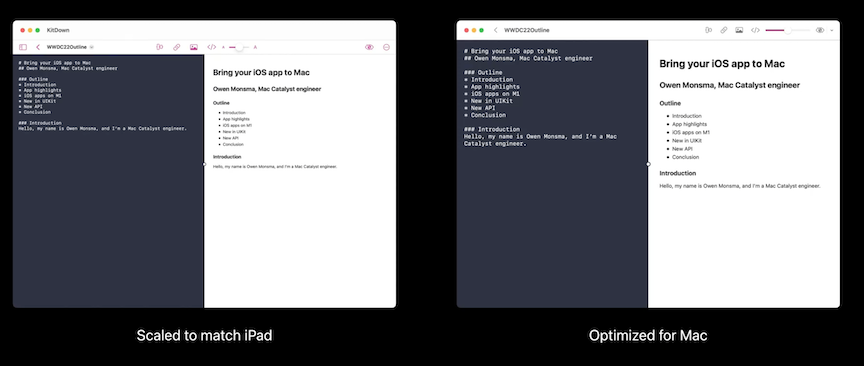 KitDown
WWDC22Outline
A A
# Bring your iOS app to Mac
## Owen Monsma, Mac Catalyst engineer
### Outline
* Introduction
* App highlights
* iOS apps on M1
* New in UIKit
* New API
* Conclusion
### Introduction
Hello, my name is Owen Monsma, and I'm a Mac Catalyst engineer.
Bring your iOS app to Mac
Owen Monsma, Mac Catalyst engineer
Outline
• Introduction
• App highlights
• iOS apps on M1
• New in UIKit
• New API
• Conclusion
Introduction
Hello, my name is Owen Monsma, and I'm a Mac Catalyst engineer.
Scaled to match iPad
WWDC22Outline
# Bring your iOS app to Mac
## Owen Monsma, Mac Catalyst engineer
### Outline
* Introduction
* App highlights
* iOS apps on M1
* New in UIKit
* New API
* Conclusion
### Introduction
Hello, my name is Owen Monsma, and I'm a Mac
Catalyst engineer.
Bring your iOS app to Mac
Owen Monsma, Mac Catalyst engineer
Outline
• Introduction
• App highlights
• iOS apps on M1
• New in UIKit
• New API
• Conclusion
Introduction
Hello, my name is Owen Monsma, and I'm a Mac Catalyst engineer.
Optimized for Mac